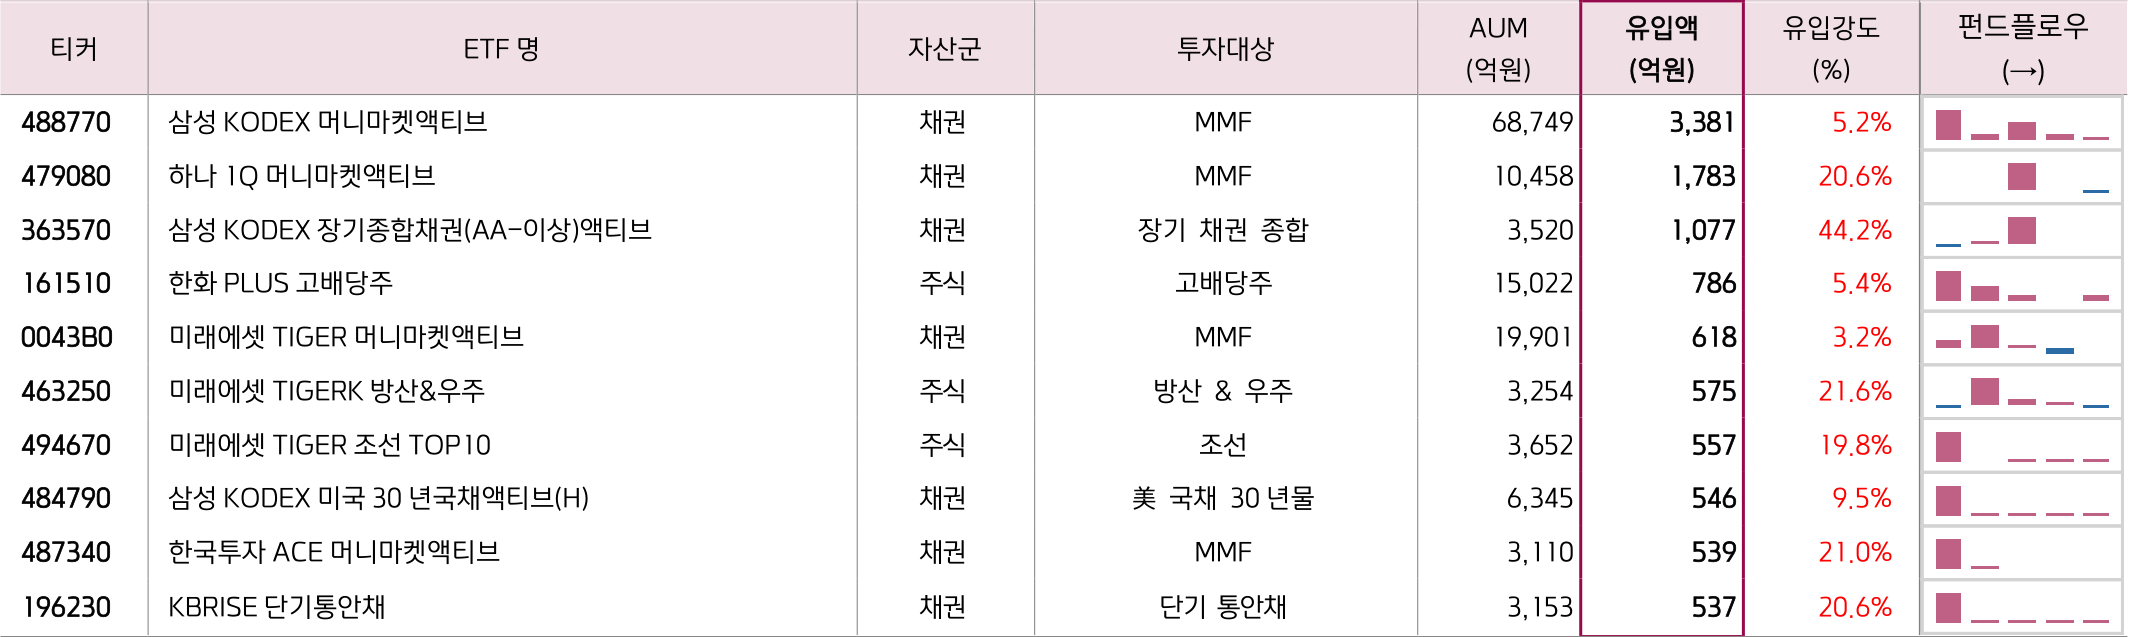 티커 ETF 명 자산군 투자대상 AUM (억원) 유입액 (억원) 유입강도 (%) 펀드플로우 (→)
488770 삼성 KODEX 머니마켓액티브 채권 MMF 68,749 3,381 5.2%
479080 하나 1Q 머니마켓액티브 채권 MMF 10,458 1,783 20.6%
363570 삼성 KODEX 장기종합채권(AA-이상)액티브 채권 장기 채권 종합 3,520 1,077 44.2%
161510 한화 PLUS 고배당주 주식 고배당주 15,022 786 5.4%
0043B0 미래에셋 TIGER 머니마켓액티브 채권 MMF 19,901 618 3.2%
463250 미래에셋 TIGERK 방산&우주 주식 방산 & 우주 3,254 575 21.6%
494670 미래에셋 TIGER 조선 TOP10 주식 조선 3,652 557 19.8%
484790 삼성 KODEX 미국 30 년국채액티브(H) 채권 美 국채 30 년물 6,345 546 9.5%
487340 한국투자 ACE 머니마켓액티브 채권 MMF 3,110 539 21.0%
196230 KBRISE 단기통안채 채권 단기 통안채 3,153 537 20.6%